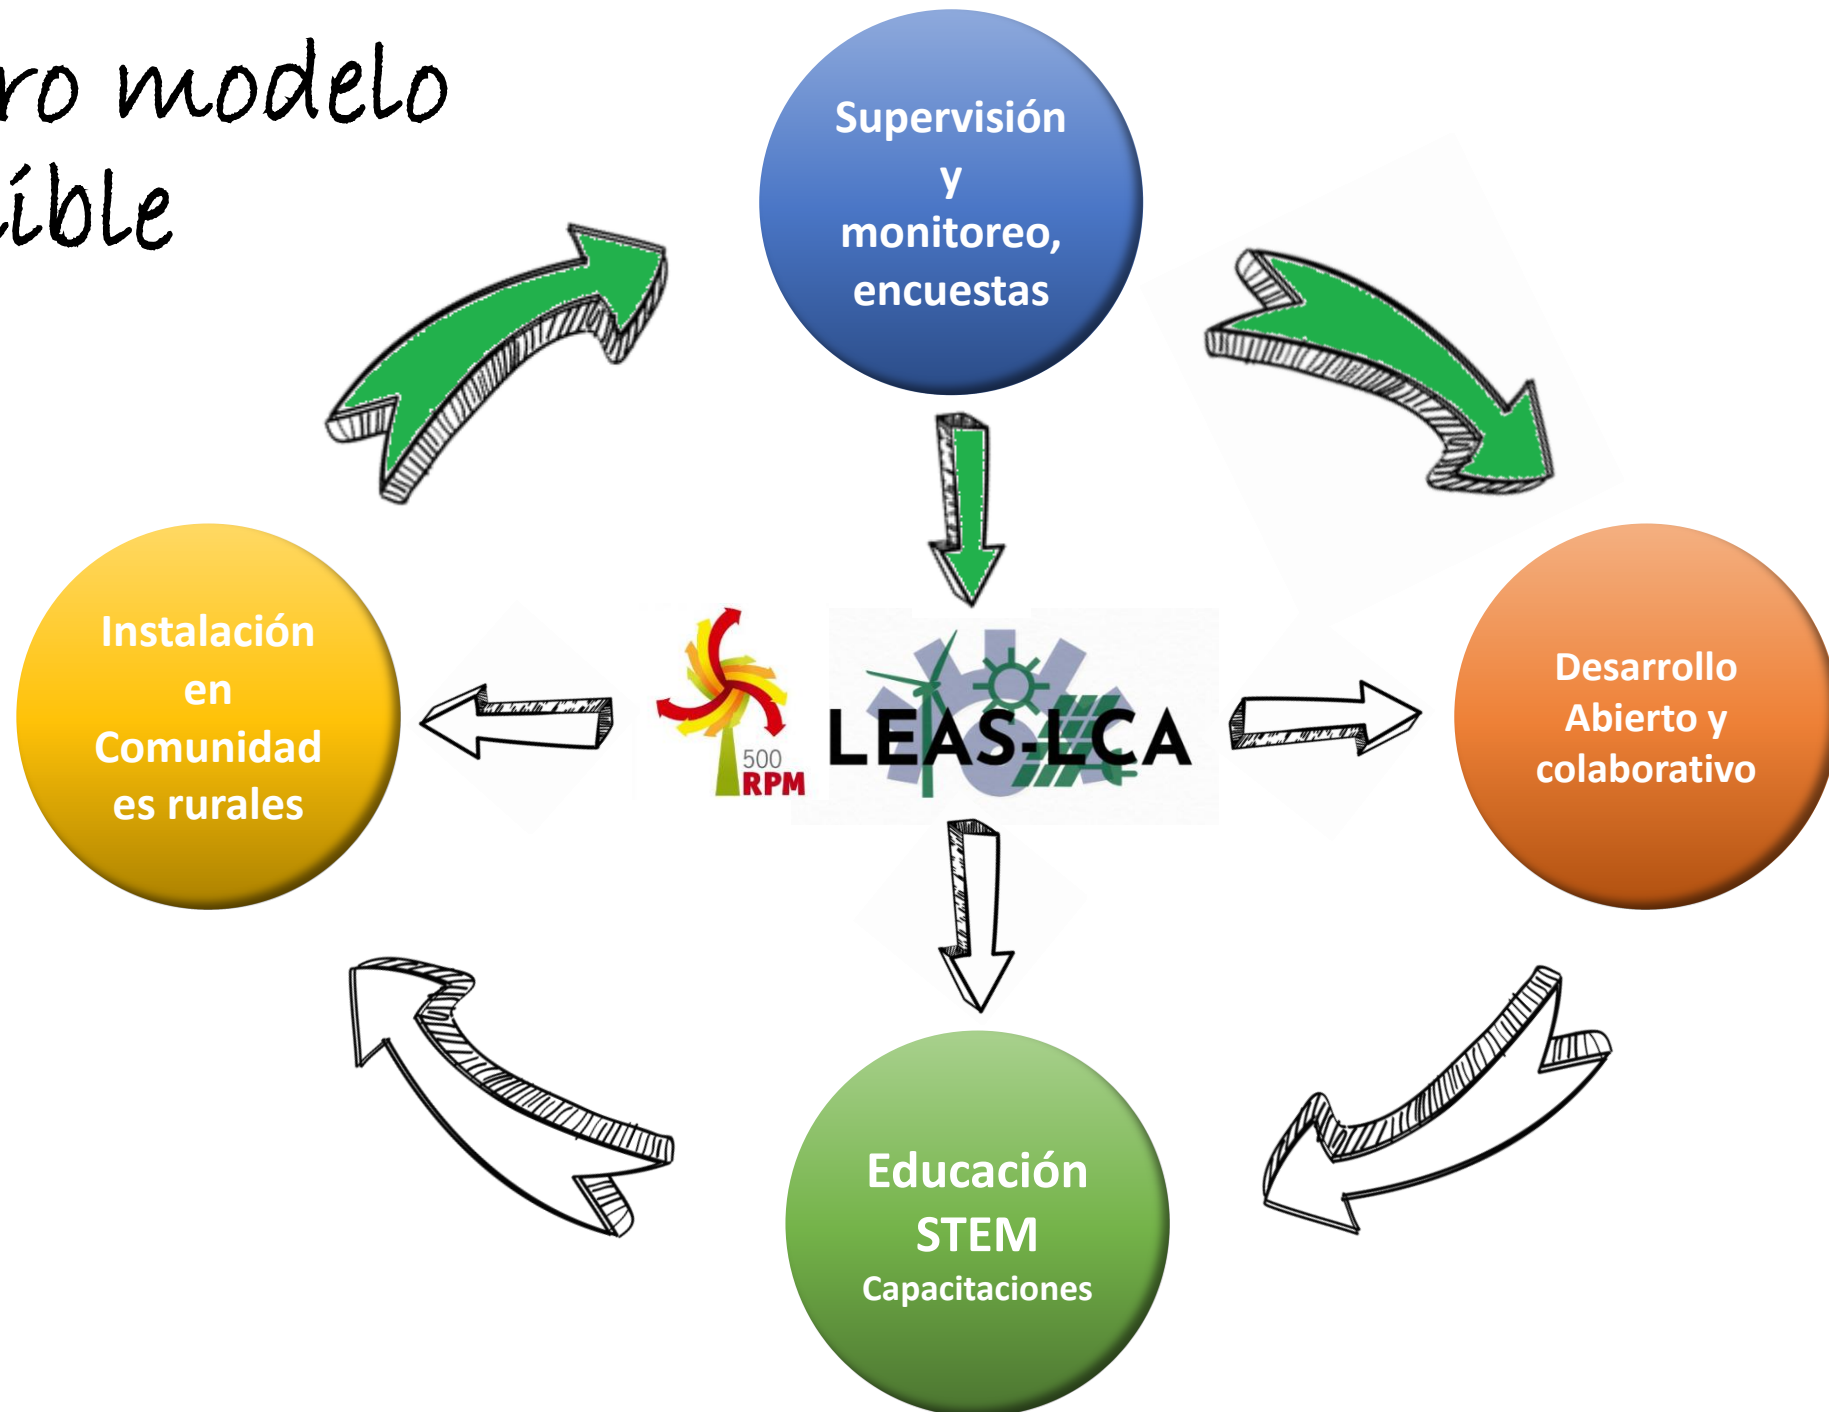 ro modelo
ible
Supervisión
y
monitoreo,
encuestas
Instalación
en
Comunidad
es rurales
500
RPM
LEAS-LCA
Desarrollo
Abierto y
colaborativo
Educación
STEM
Capacitaciones